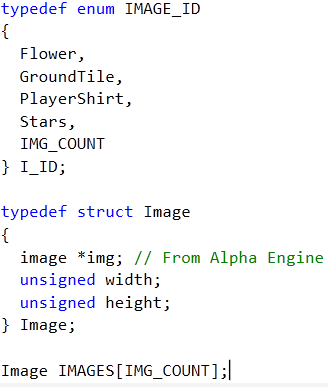 typedef enum IMAGE_ID
{
  Flower,
  GroundTile,
  PlayerShirt,
  Stars,
  IMG_COUNT
} I_ID;

typedef struct Image
{
  image *img; // From Alpha Engine
  unsigned width;
  unsigned height;
} Image;

Image IMAGES[IMG_COUNT];